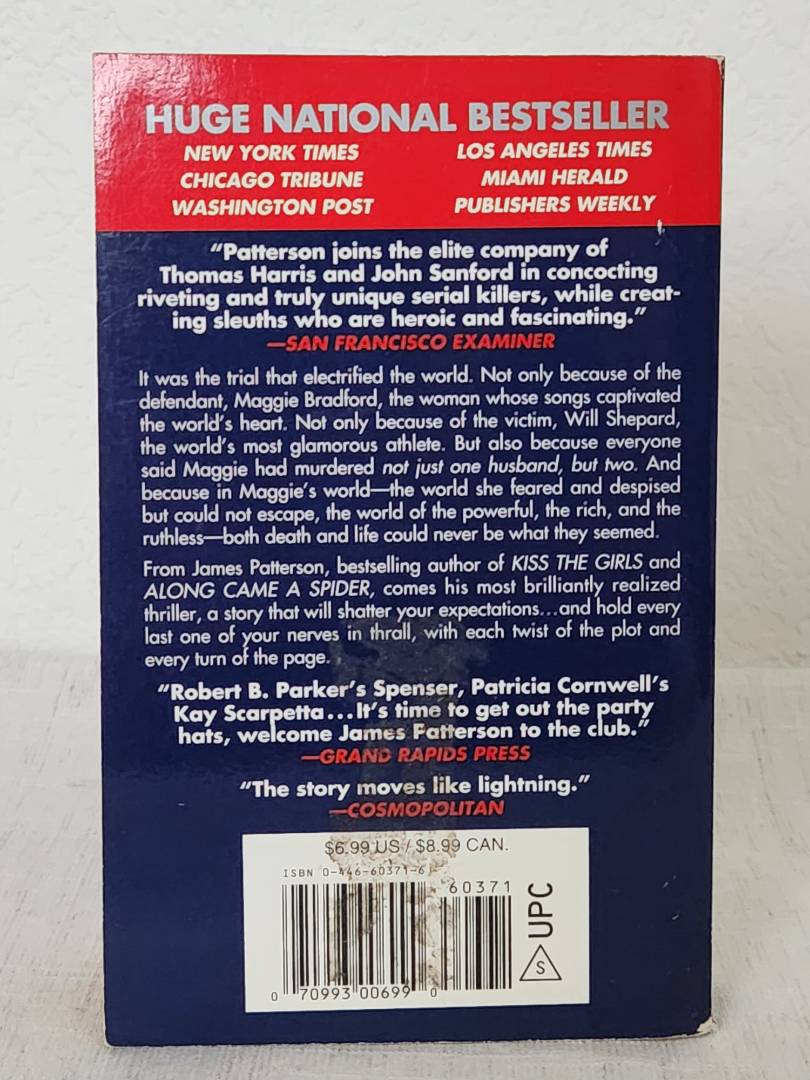 HUGE NATIONAL BESTSELLER
NEW YORK TIMES
CHICAGO TRIBUNE
WASHINGTON POST
LOS ANGELES TIMES
MIAMI HERALD
PUBLISHERS WEEKLY
“Patterson joins the elite company of
Thomas Harris and John Sanford in concocting
riveting and truly unique serial killers, while creat-
ing sleuths who are heroic and fascinating.”
—SAN FRANCISCO EXAMINER
It was the trial that electrified the world. Not only because of the
defendant, Maggie Bradford, the woman whose songs captivated
the world's heart. Not only because of the victim, Will Shepard,
the world's most glamorous athlete. But also because everyone
said Maggie had murdered not just one husband, but two. And
because in Maggie's world—the world she feared and despised
but could not escape, the world of the powerful, the rich, and the
ruthless—both death and life could never be what they seemed.
From James Patterson, bestselling author of KISS THE GIRLS and
ALONG CAME A SPIDER, comes his most brilliantly realized
thriller, a story that will shatter your expectations...and hold every
last one of your nerves in thrall, with each twist of the plot and
every turn of the page.
“Robert B. Parker's Spenser, Patricia Cornwell's
Kay Scarpetta...It's time to get out the party
hats, welcome James Patterson to the club.”
—GRAND RAPIDS PRESS
“The story moves like lightning.”
—COSMOPOLITAN
$6.99 US / $8.99 CAN.
ISBN 0-446-60371-6
60371
0 70993 00699 0
S UPC